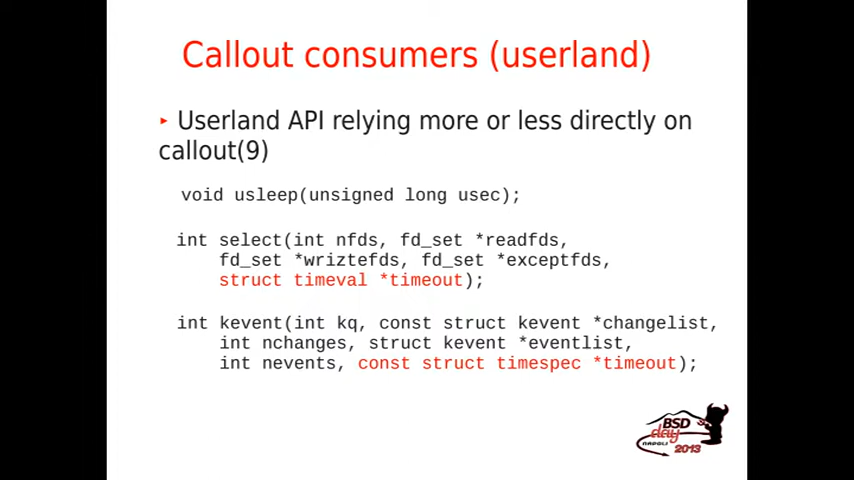 Callout consumers (userland)
‣ Userland API relying more or less directly on
callout(9)
void usleep(unsigned long usec);
int select(int nfds, fd_set *readfds,
fd_set *wriztefds, fd_set *exceptfds,
struct timeval *timeout);
int kevent(int kq, const struct kevent *changelist,
int nchanges, struct kevent *eventlist,
int nevents, const struct timespec *timeout);
BSD
day
NAPOLI
2013